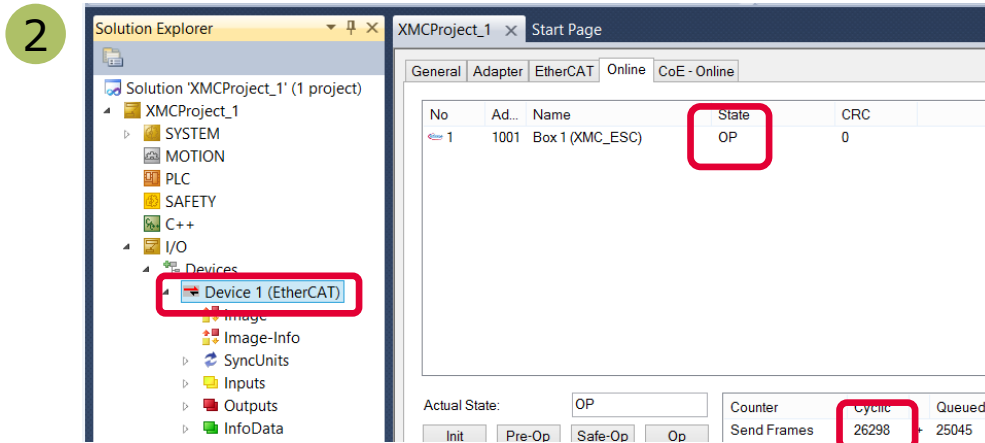 2
Solution Explorer
Solution 'XMCProject_1' (1 project)
XMCProject_1
SYSTEM
MOTION
PLC
SAFETY
C++
I/O
Devices
Device 1 (EtherCAT)
Image
Image-Info
SyncUnits
Inputs
Outputs
InfoData
XMCProject_1 Start Page
General Adapter EtherCAT Online CoE - Online
No Ad... Name State CRC
1 1001 Box 1 (XMC_ESC) OP 0
Actual State: OP
Init Pre-Op Safe-Op Op
Counter Cyclic Queued
Send Frames 26298 + 25045